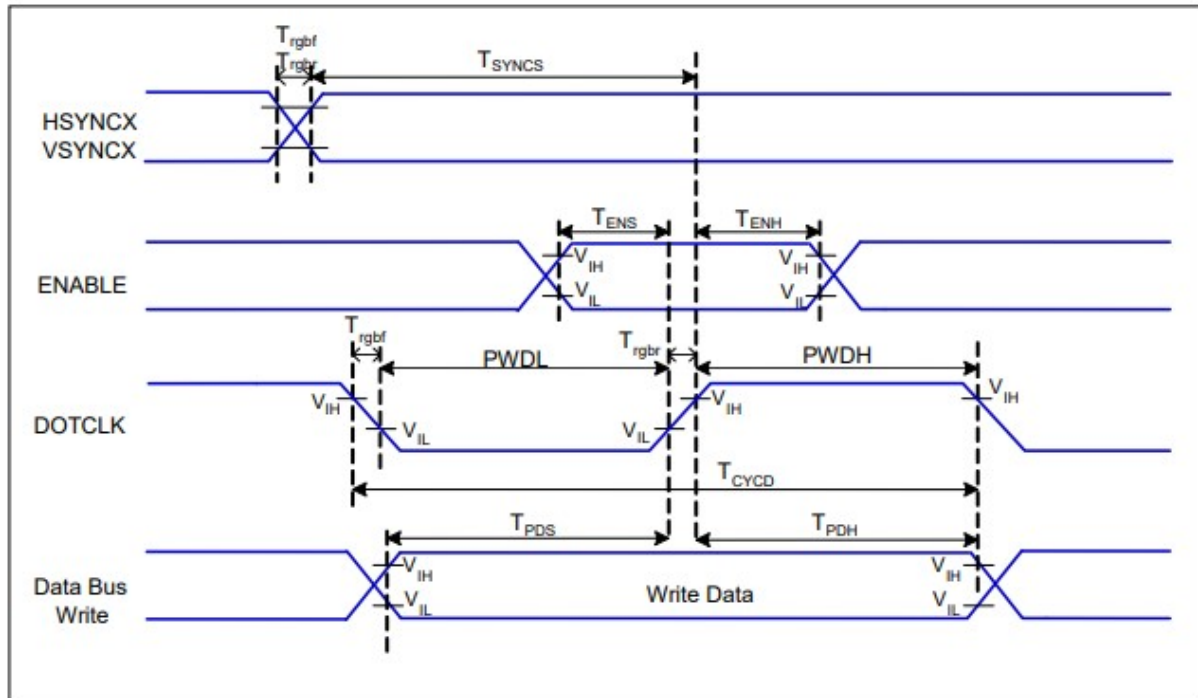 Trgbf
Trgbr
TSYNCS
HSYNCX
VSYNCX
TENS
TENH
VIH
VIH
ENABLE
VIL
VIL
Trgbf
Trgbr
PWDL
PWDH
VIH
VIH
VIH
DOTCLK
VIL
VIL
TCYCD
TPDS
TPDH
VIH
VIH
Data Bus
Write
Write Data
VIL
VIL